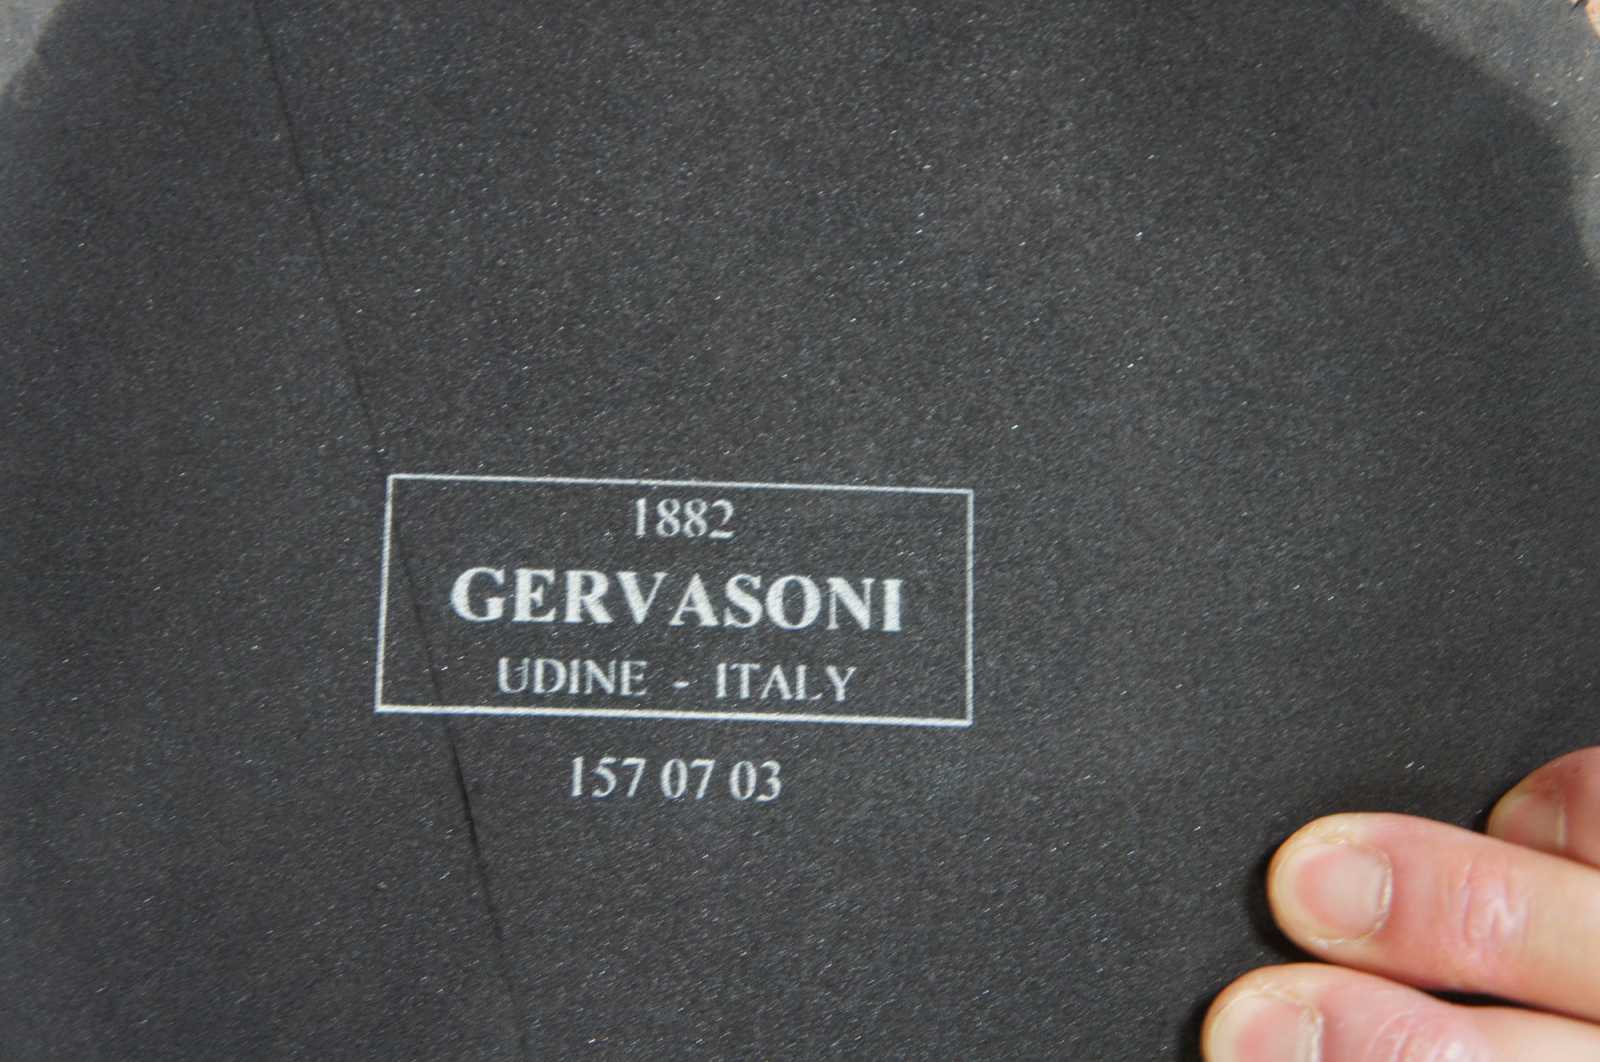 1882
GERVASONI
UDINE - ITALY
157 07 03